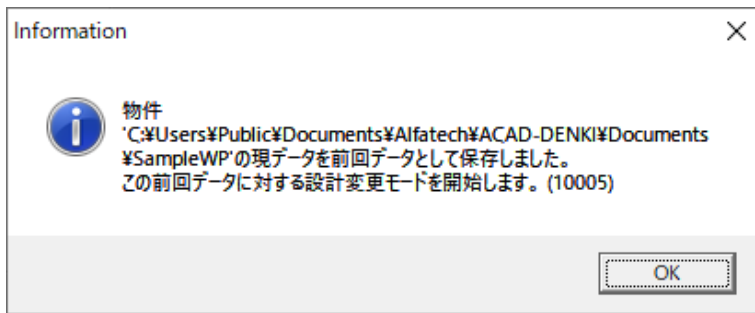 Information
物件
'C:¥Users¥Public¥Documents¥Alfatech¥ACAD-DENKI¥Documents
¥SampleWP'の現データを前回データとして保存しました。
この前回データに対する設計変更モードを開始します。(10005)
OK